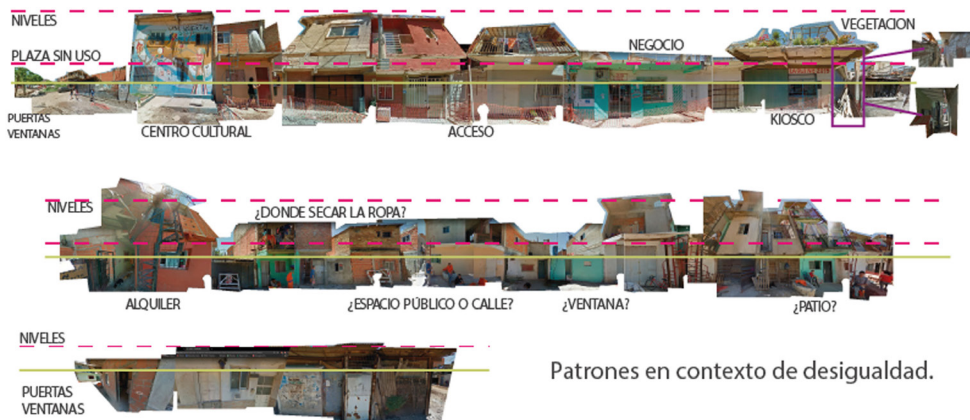 NIVELES
VEGETACION
PLAZA SIN USO
NEGOCIO
PUERTAS
VENTANAS
CENTRO CULTURAL
ACCESO
KIOSCO
NIVELES
¿DONDE SECAR LA ROPA?
ALQUILER
¿ESPACIO PÚBLICO O CALLE?
¿VENTANA?
¿PATIO?
NIVELES
PUERTAS
VENTANAS
Patrones en contexto de desigualdad.